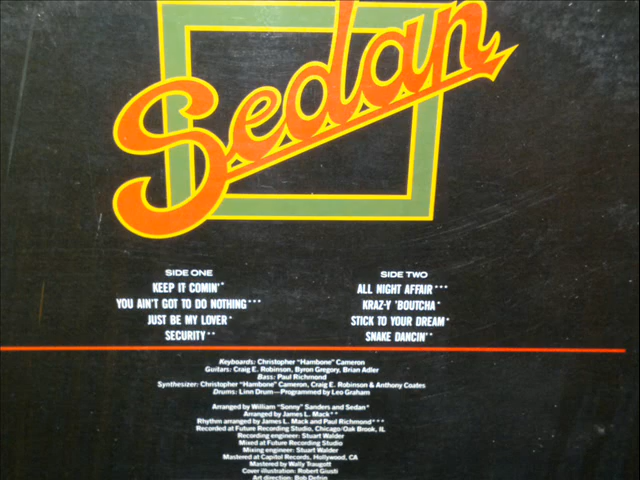 Sedan
SIDE ONE
KEEP IT COMIN'*
YOU AIN'T GOT TO DO NOTHING***
JUST BE MY LOVER*
SECURITY**
SIDE TWO
ALL NIGHT AFFAIR***
KRAZ-Y 'BOUTCHA*
STICK TO YOUR DREAM*
SNAKE DANCIN'**
Keyboards: Christopher "Hambone" Cameron
Guitars: Craig E. Robinson, Byron Gregory, Brian Adler
Bass: Paul Richmond
Synthesizer: Christopher "Hambone" Cameron, Craig E. Robinson & Anthony Coates
Drums: Linn Drum—Programmed by Leo Graham
Arranged by William "Sonny" Sanders and Sedan*
Arranged by James L. Mack**
Rhythm arranged by James L. Mack and Paul Richmond***
Recorded at Future Recording Studio, Chicago/Oak Brook, IL
Recording engineer: Stuart Walder
Mixed at Future Recording Studio
Mixing engineer: Stuart Walder
Mastered at Capitol Records, Hollywood, CA
Mastered by Wally Traugott
Cover illustration: Robert Giusti
Art direction: Bob Defrin